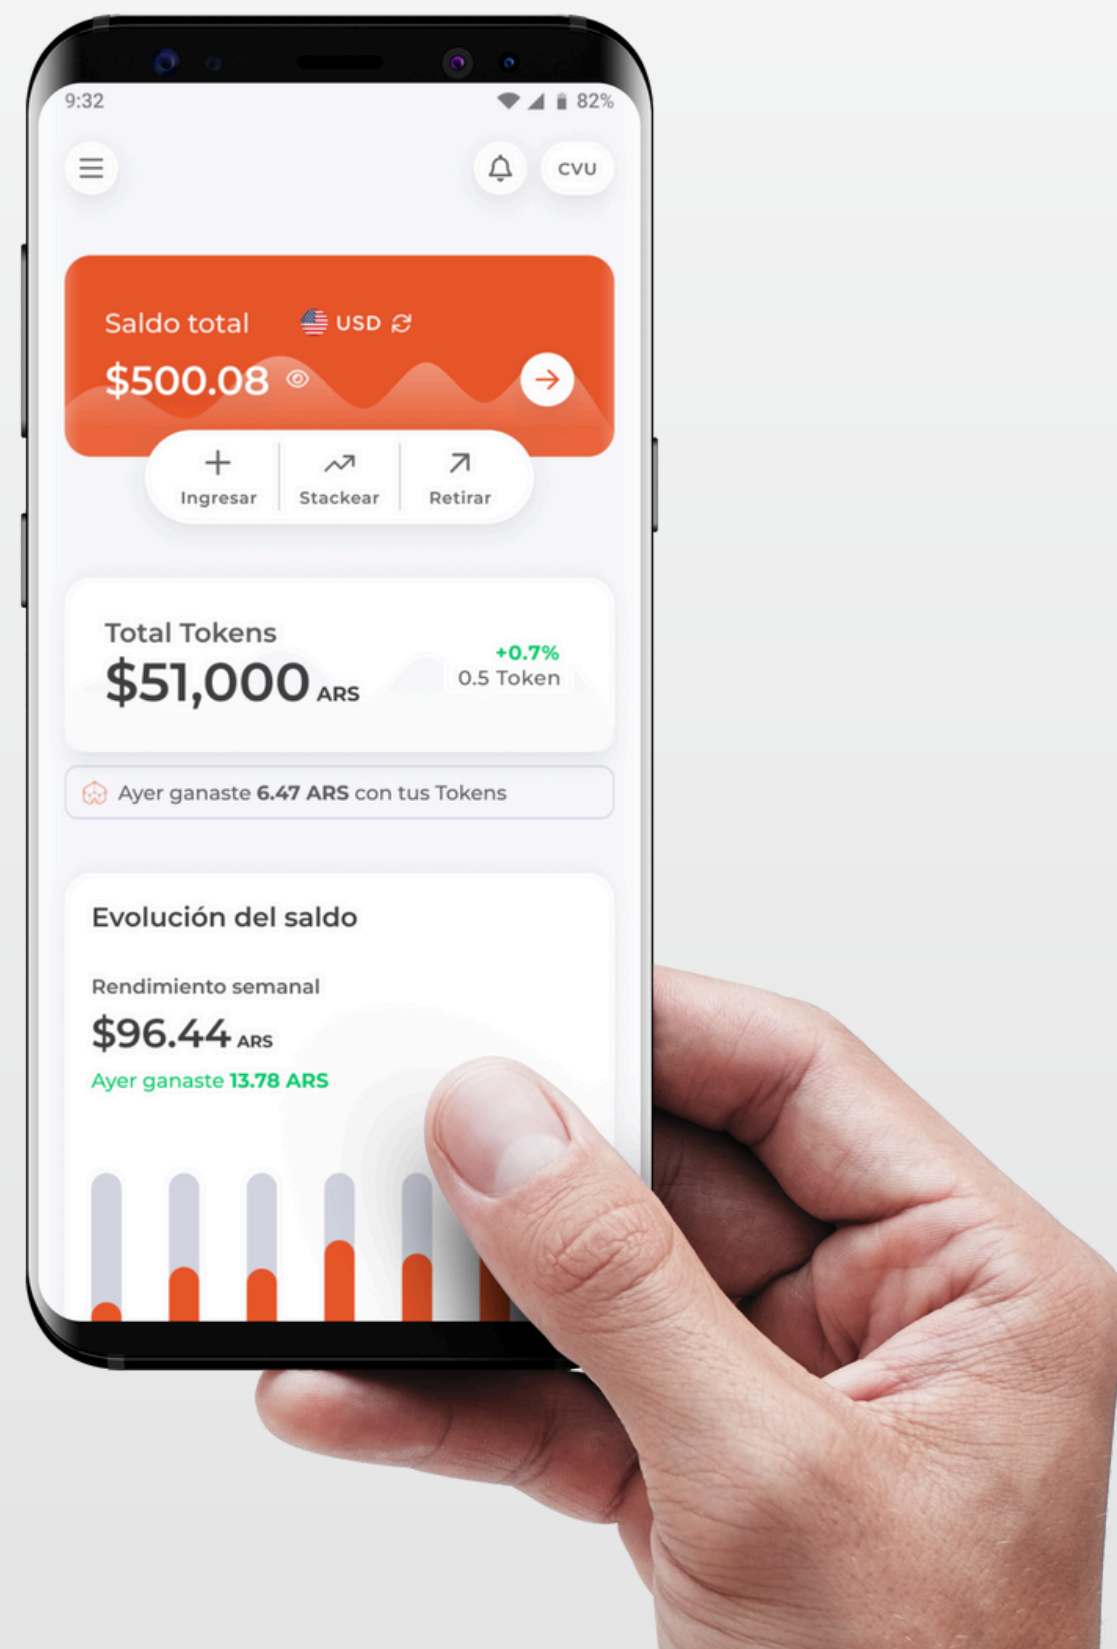 9:32
82%
CVU
Saldo total
USD
$500.08
Ingresar
Stackear
Retirar
Total Tokens
$51,000 ARS
+0.7%
0.5 Token
Ayer ganaste 6.47 ARS con tus Tokens
Evolución del saldo
Rendimiento semanal
$96.44 ARS
Ayer ganaste 13.78 ARS